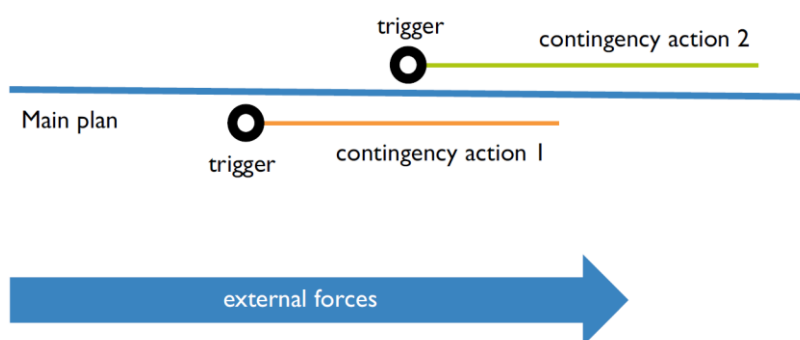 trigger
contingency action 2
Main plan
trigger
contingency action 1
external forces